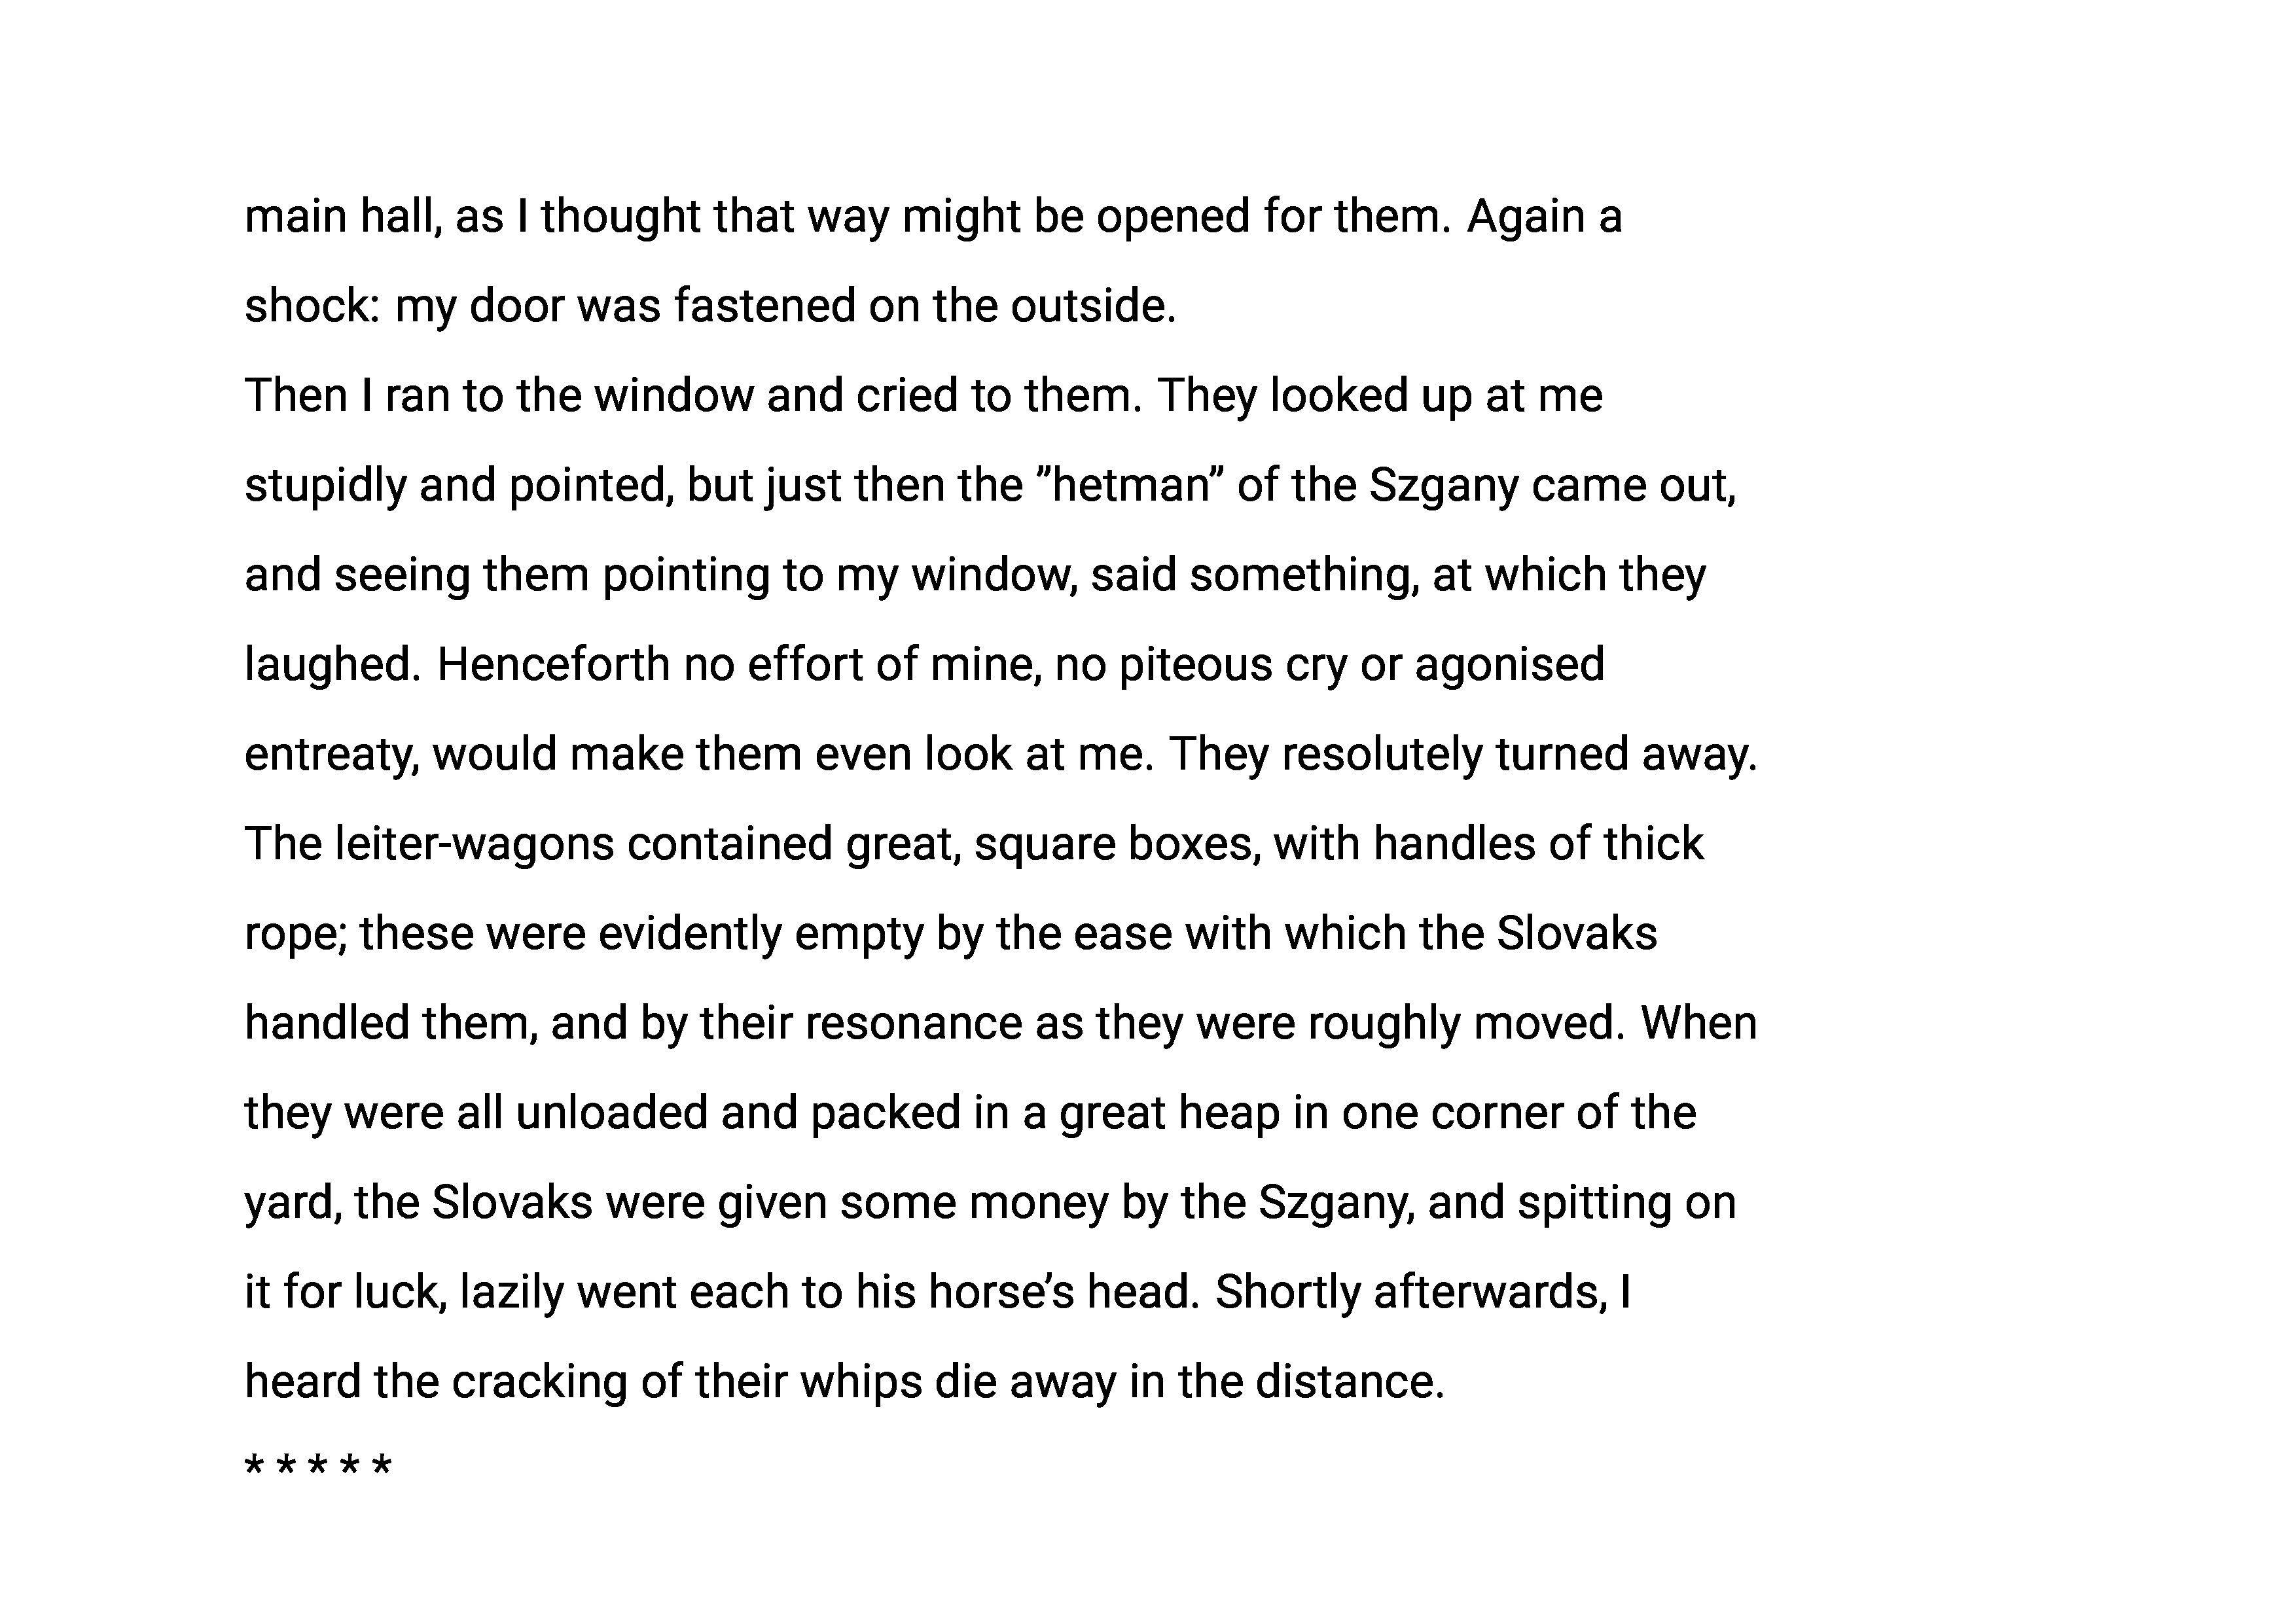 main hall, as I thought that way might be opened for them. Again a
shock: my door was fastened on the outside.
Then I ran to the window and cried to them. They looked up at me
stupidly and pointed, but just then the ”hetman” of the Szgany came out,
and seeing them pointing to my window, said something, at which they
laughed. Henceforth no effort of mine, no piteous cry or agonised
entreaty, would make them even look at me. They resolutely turned away.
The leiter-wagons contained great, square boxes, with handles of thick
rope; these were evidently empty by the ease with which the Slovaks
handled them, and by their resonance as they were roughly moved. When
they were all unloaded and packed in a great heap in one corner of the
yard, the Slovaks were given some money by the Szgany, and spitting on
it for luck, lazily went each to his horse’s head. Shortly afterwards, I
heard the cracking of their whips die away in the distance.
* * * * *